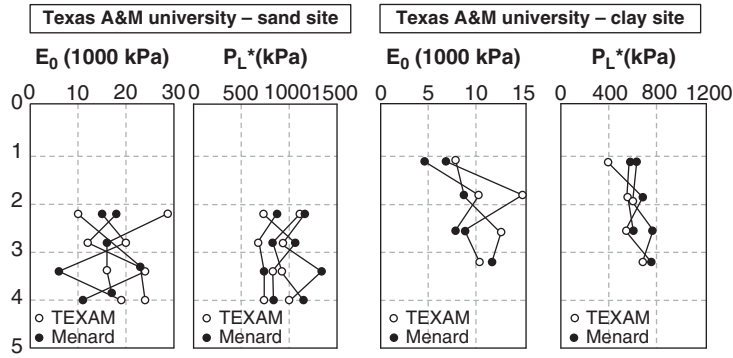 Texas A&M university – sand site
Texas A&M university – clay site
E0 (1000 kPa)
PL*(kPa)
E0 (1000 kPa)
PL*(kPa)
0 10 20 30 0 500 1000 1500
0 5 10 15 0 400 800 1200
0
1
2
3
4
5
TEXAM
Menard
TEXAM
Menard
TEXAM
Menard
TEXAM
Menard